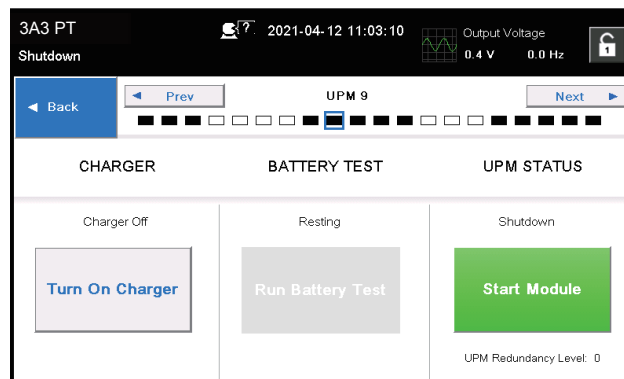 3A3 PT
Shutdown
? 2021-04-12 11:03:10
Output Voltage
0.4 V 0.0 Hz
1
◄ Back
◄ Prev
UPM 9
Next ►
CHARGER
BATTERY TEST
UPM STATUS
Charger Off
Resting
Shutdown
Turn On Charger
Run Battery Test
Start Module
UPM Redundancy Level: 0